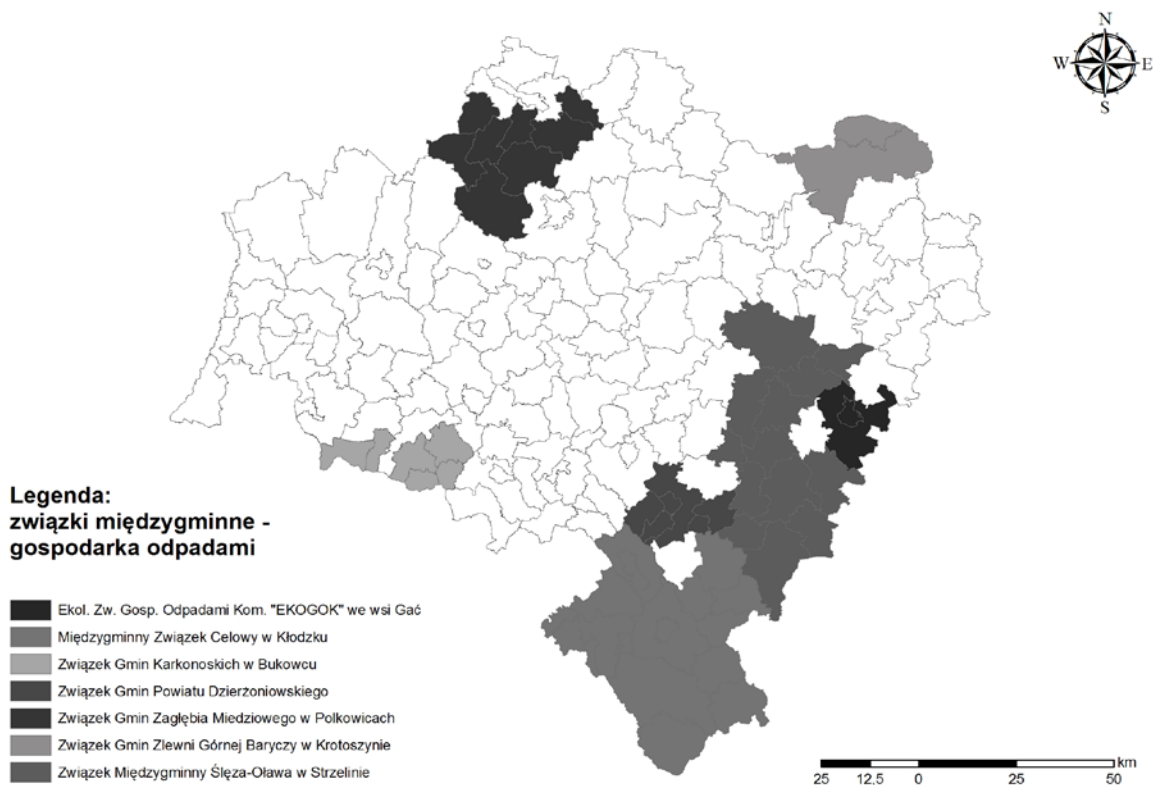 N
W E
S
Legenda:
związki międzygminne -
gospodarka odpadami
Ekol. Zw. Gosp. Odpadami Kom. "EKOGOK" we wsi Gać
Międzygminny Związek Celowy w Kłodzku
Związek Gmin Karkonoskich w Bukowcu
Związek Gmin Powiatu Dzierżoniowskiego
Związek Gmin Zagłębia Miedziowego w Polkowicach
Związek Gmin Zlewni Górnej Baryczy w Krotoszynie
Związek Międzygminny Ślęza-Oława w Strzelinie
km
25 12,5 0 25 50